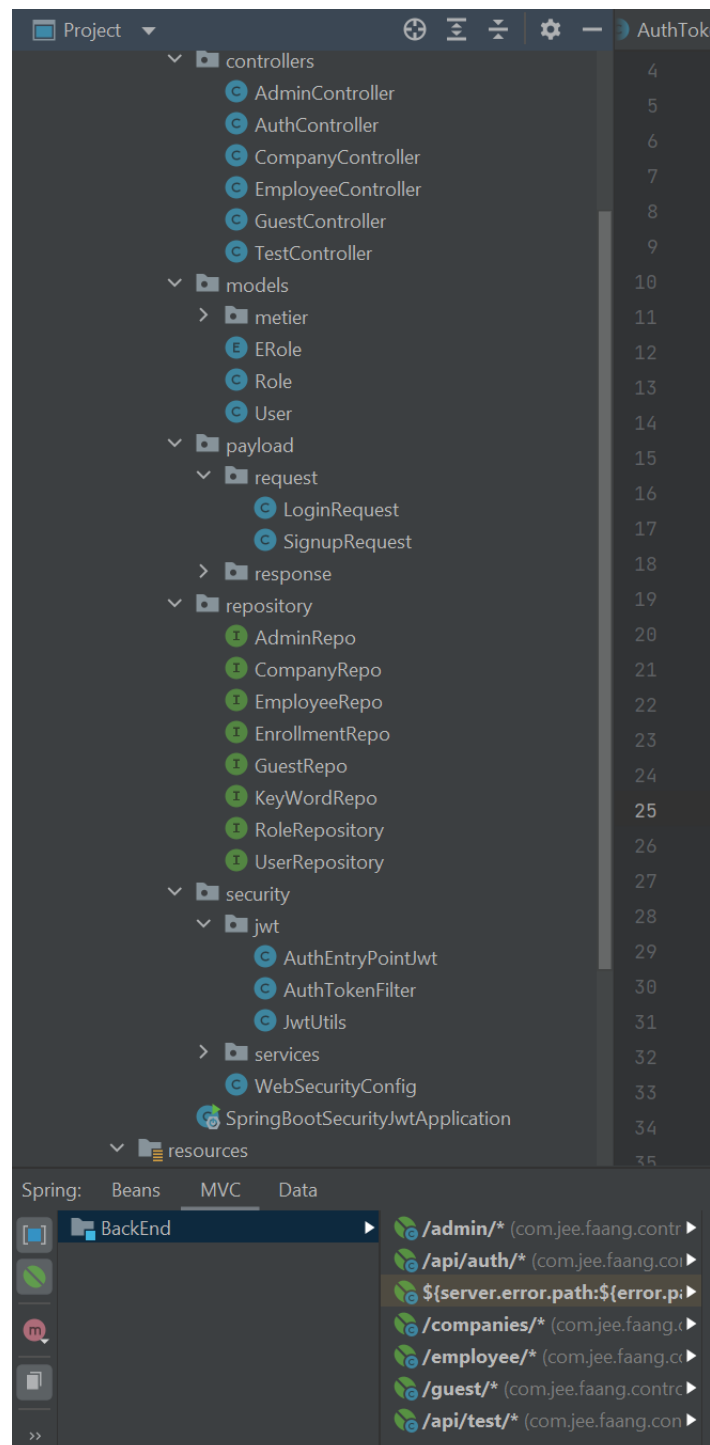 Project AuthTok
controllers
AdminController
AuthController
CompanyController
EmployeeController
GuestController
TestController
models
metier
ERole
Role
User
payload
request
LoginRequest
SignupRequest
response
repository
AdminRepo
CompanyRepo
EmployeeRepo
EnrollmentRepo
GuestRepo
KeyWordRepo
RoleRepository
UserRepository
security
jwt
AuthEntryPointJwt
AuthTokenFilter
JwtUtils
services
WebSecurityConfig
SpringBootSecurityJwtApplication
resources
4
5
6
7
8
9
10
11
12
13
14
15
16
17
18
19
20
21
22
23
24
25
26
27
28
29
30
31
32
33
34
35
Spring: Beans MVC Data
BackEnd
/admin/* (com.jee.faang.contr
/api/auth/* (com.jee.faang.co
${server.error.path:${error.pa
/companies/* (com.jee.faang.c
/employee/* (com.jee.faang.co
/guest/* (com.jee.faang.contro
/api/test/* (com.jee.faang.con